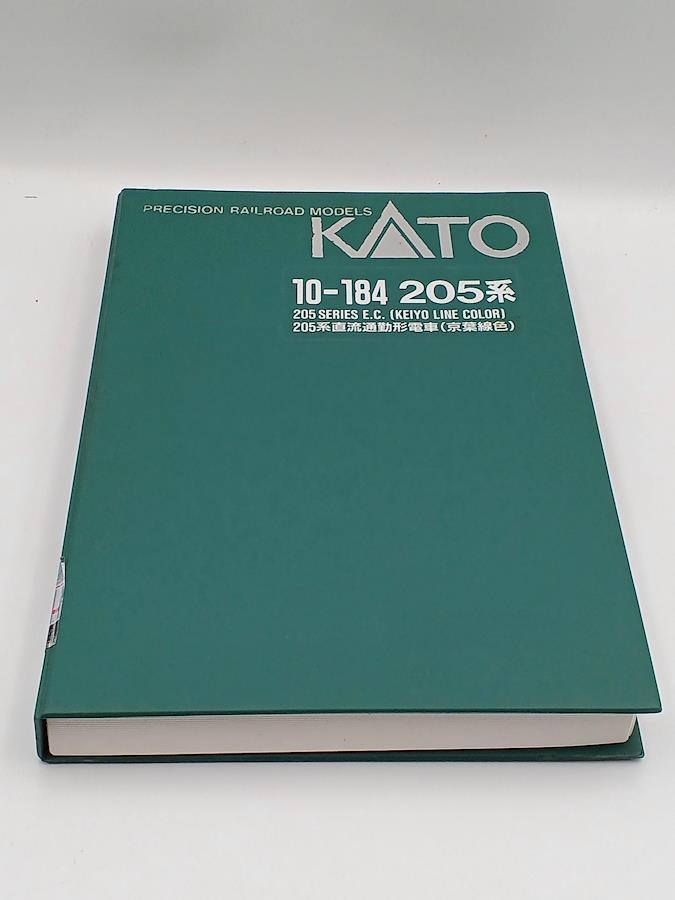 PRECISION RAILROAD MODELS
KATO
10-184 205系
205 SERIES E.C. (KEIYO LINE COLOR)
205系直流通勤形電車(京葉線色)